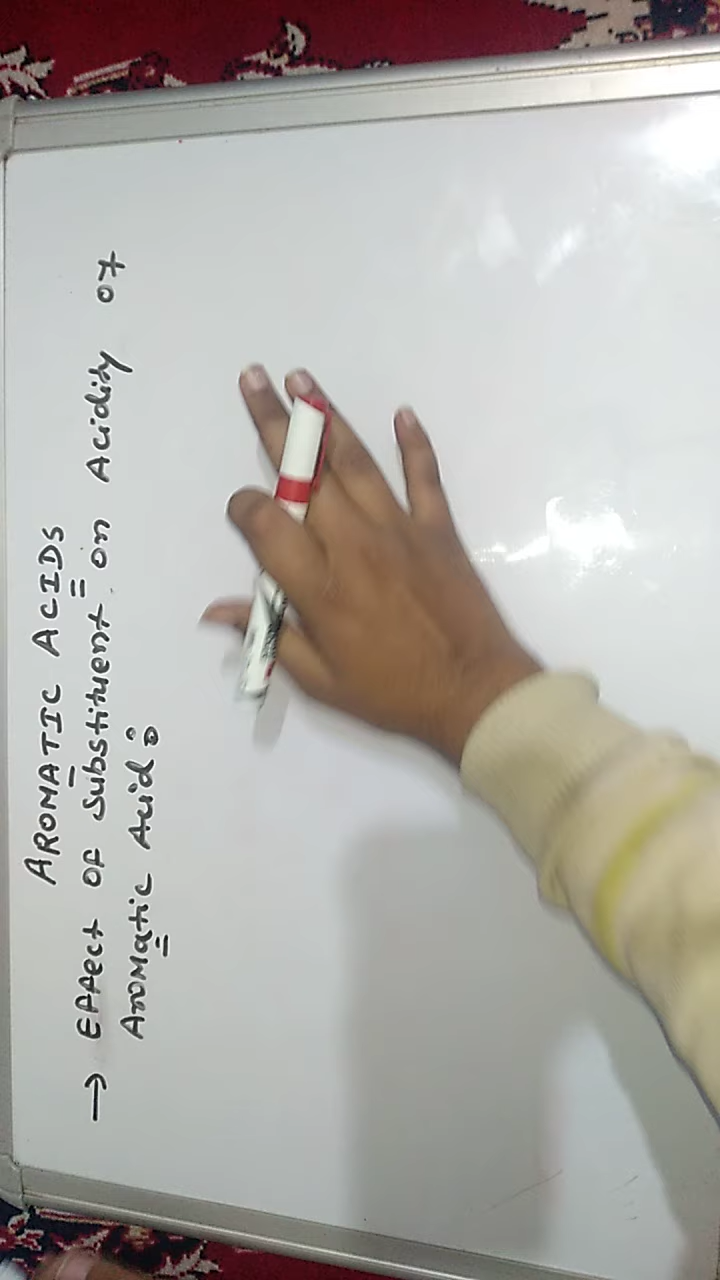 AROMATIC ACIDS
→ Effect of substituent on Acidity of
Aromatic Acid: